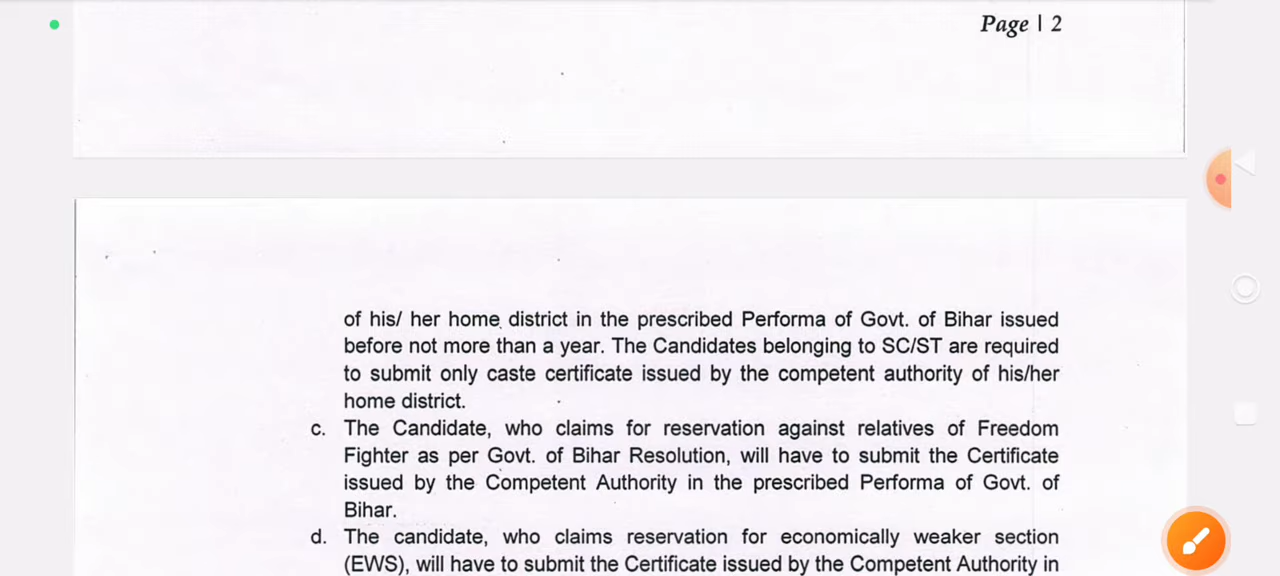 Page | 2
of his/ her home district in the prescribed Performa of Govt. of Bihar issued
before not more than a year. The Candidates belonging to SC/ST are required
to submit only caste certificate issued by the competent authority of his/her
home district.
c. The Candidate, who claims for reservation against relatives of Freedom
Fighter as per Govt. of Bihar Resolution, will have to submit the Certificate
issued by the Competent Authority in the prescribed Performa of Govt. of
Bihar.
d. The candidate, who claims reservation for economically weaker section
(EWS), will have to submit the Certificate issued by the Competent Authority in